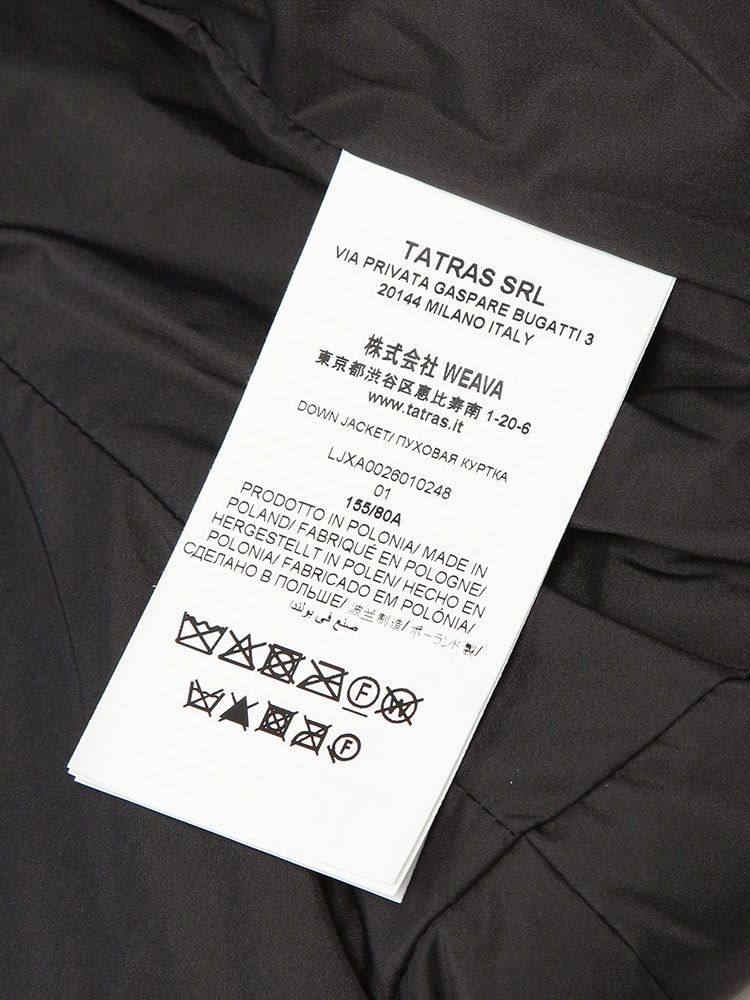 TATRAS SRL
VIA PRIVATA GASPARE BUGATTI 3
20144 MILANO ITALY
株式会社 WEAVA
東京都渋谷区恵比寿南 1-20-6
www.tatras.it
DOWN JACKET/ ПУХОВАЯ КУРТКА
LJXA0026010248
01
155/80A
PRODOTTO IN POLONIA/ MADE IN
POLAND/ FABRIQUÉ EN POLOGNE/
HERGESTELLT IN POLEN/ HECHO EN
POLONIA/ FABRICADO EM POLÓNIA/
СДЕЛАНО В ПОЛЬШЕ/ 波兰制造/ ポーランド製/
صنع في بولندا
F W
F